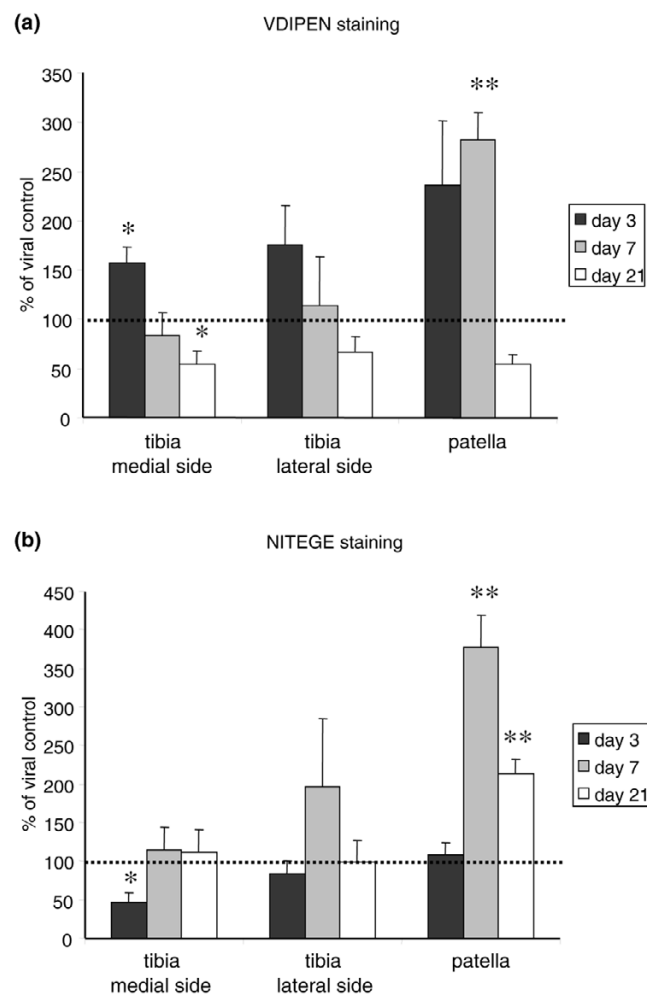 (a)
VDIPEN staining
350
300
250
200
150
100
50
0
% of viral control
*
*
**
tibia
medial side
tibia
lateral side
patella
day 3
day 7
day 21
(b)
NITEGE staining
450
400
350
300
250
200
150
100
50
0
% of viral control
*
**
**
tibia
medial side
tibia
lateral side
patella
day 3
day 7
day 21